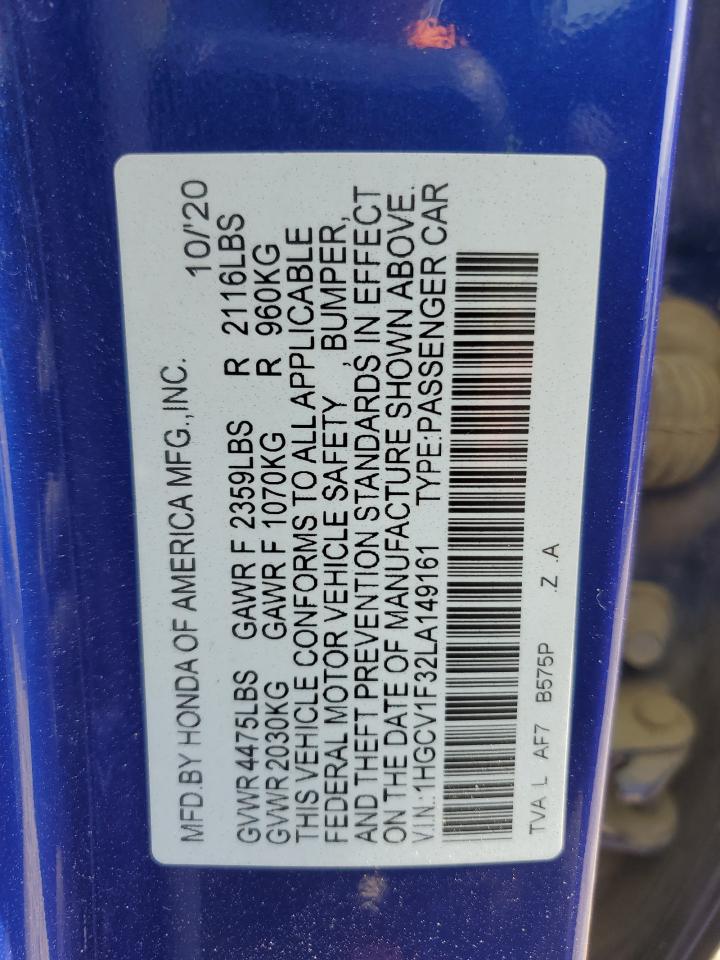 MFD.BY HONDA OF AMERICA MFG.,INC. 10/'20
GVWR 4475LBS GAWR F 2359LBS R 2116LBS
GVWR 2030KG GAWR F 1070KG R 960KG
THIS VEHICLE CONFORMS TO ALL APPLICABLE
FEDERAL MOTOR VEHICLE SAFETY , BUMPER,
AND THEFT PREVENTION STANDARDS IN EFFECT
ON THE DATE OF MANUFACTURE SHOWN ABOVE.
V.I.N.:1HGCV1F32LA149161 TYPE:PASSENGER CAR
TVA L AF7 B575P .Z .A